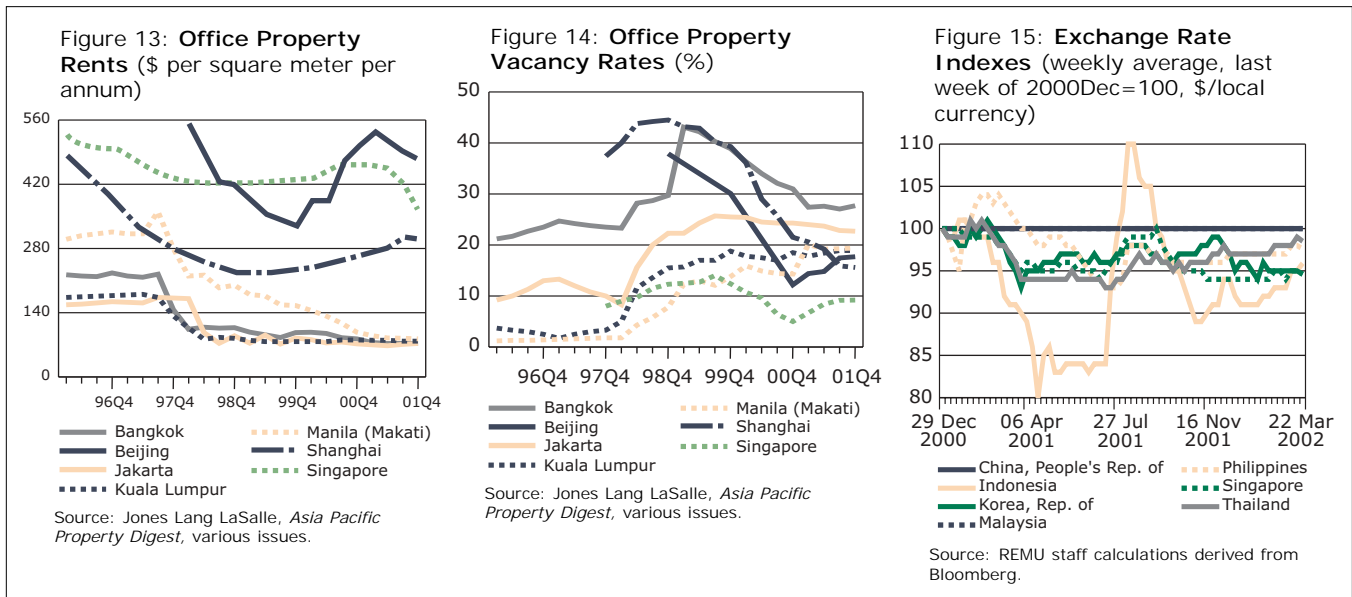 Figure 13: Office Property
Rents ($ per square meter per
annum)
560
420
280
140
0
96Q4 97Q4 98Q4 99Q4 00Q4 01Q4
Bangkok
Beijing
Jakarta
Kuala Lumpur
Manila (Makati)
Shanghai
Singapore
Source: Jones Lang LaSalle, Asia Pacific
Property Digest, various issues.
Figure 14: Office Property
Vacancy Rates (%)
50
40
30
20
10
0
96Q4 97Q4 98Q4 99Q4 00Q4 01Q4
Bangkok
Beijing
Jakarta
Kuala Lumpur
Manila (Makati)
Shanghai
Singapore
Source: Jones Lang LaSalle, Asia Pacific
Property Digest, various issues.
Figure 15: Exchange Rate
Indexes (weekly average, last
week of 2000Dec=100, $/local
currency)
110
105
100
95
90
85
80
29 Dec 06 Apr 27 Jul 16 Nov 22 Mar
2000 2001 2001 2001 2002
China, People's Rep. of
Indonesia
Korea, Rep. of
Malaysia
Philippines
Singapore
Thailand
Source: REMU staff calculations derived from
Bloomberg.